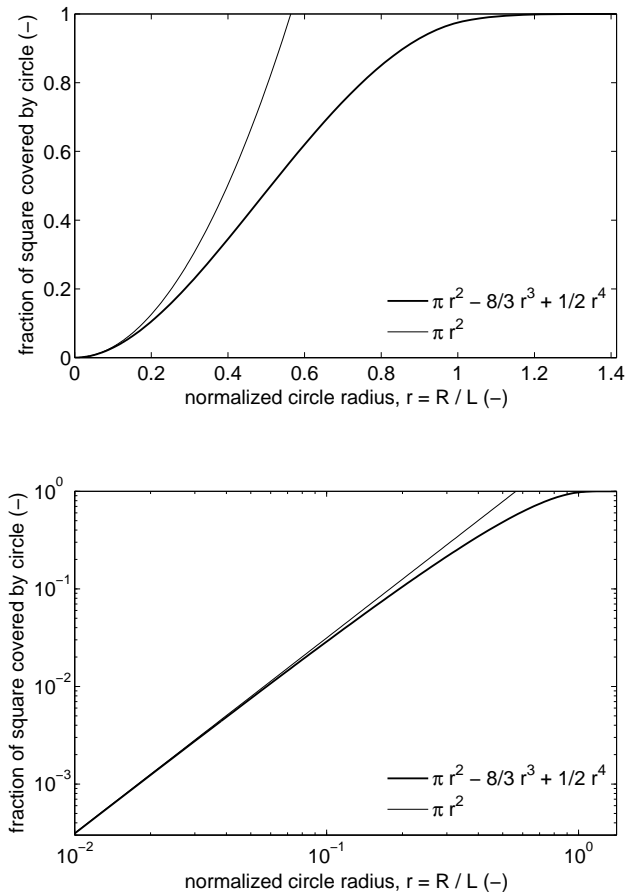 fraction of square covered by circle (−)
1
0.8
0.6
0.4
0.2
0
π r² − 8/3 r³ + 1/2 r⁴
π r²
0 0.2 0.4 0.6 0.8 1 1.2 1.4
normalized circle radius, r = R / L (−)
fraction of square covered by circle (−)
10⁰
10⁻¹
10⁻²
10⁻³
π r² − 8/3 r³ + 1/2 r⁴
π r²
10⁻² 10⁻¹ 10⁰
normalized circle radius, r = R / L (−)